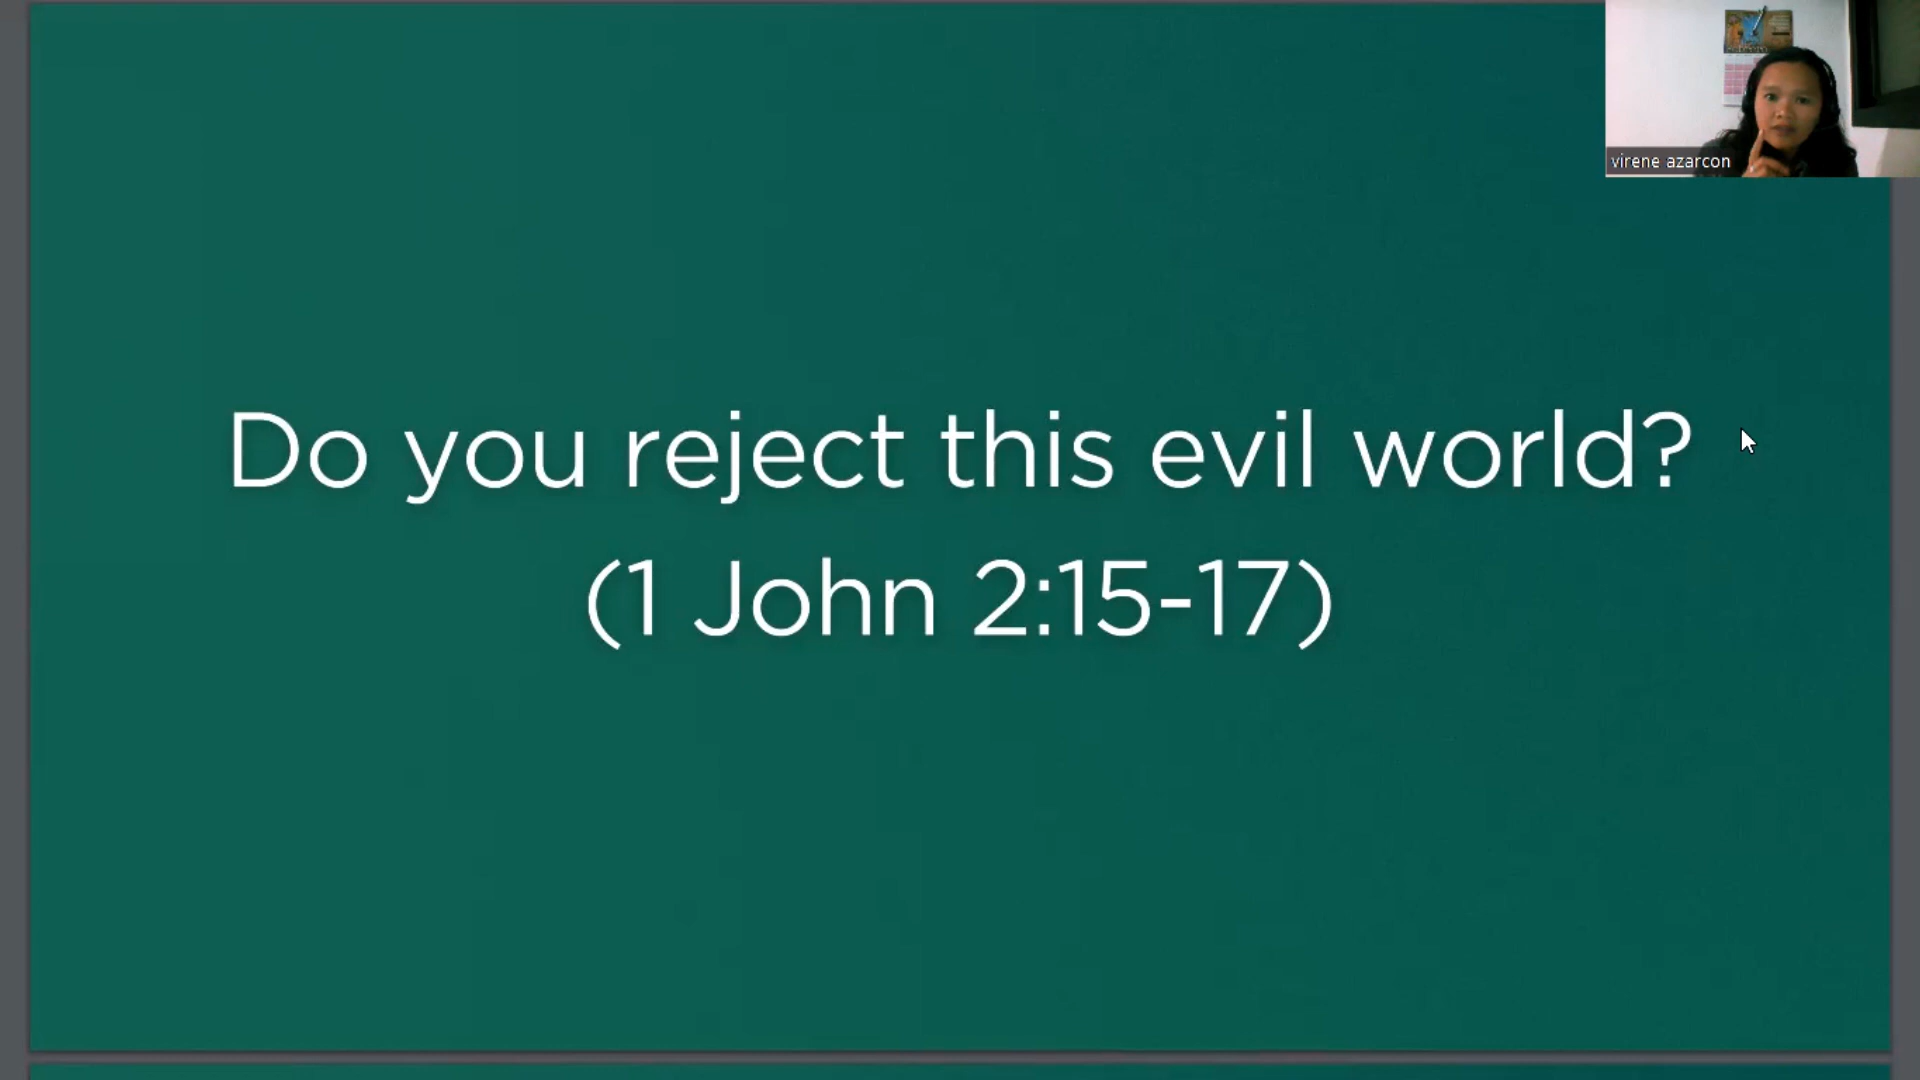 virene azarcon
Do you reject this evil world?
(1 John 2:15-17)